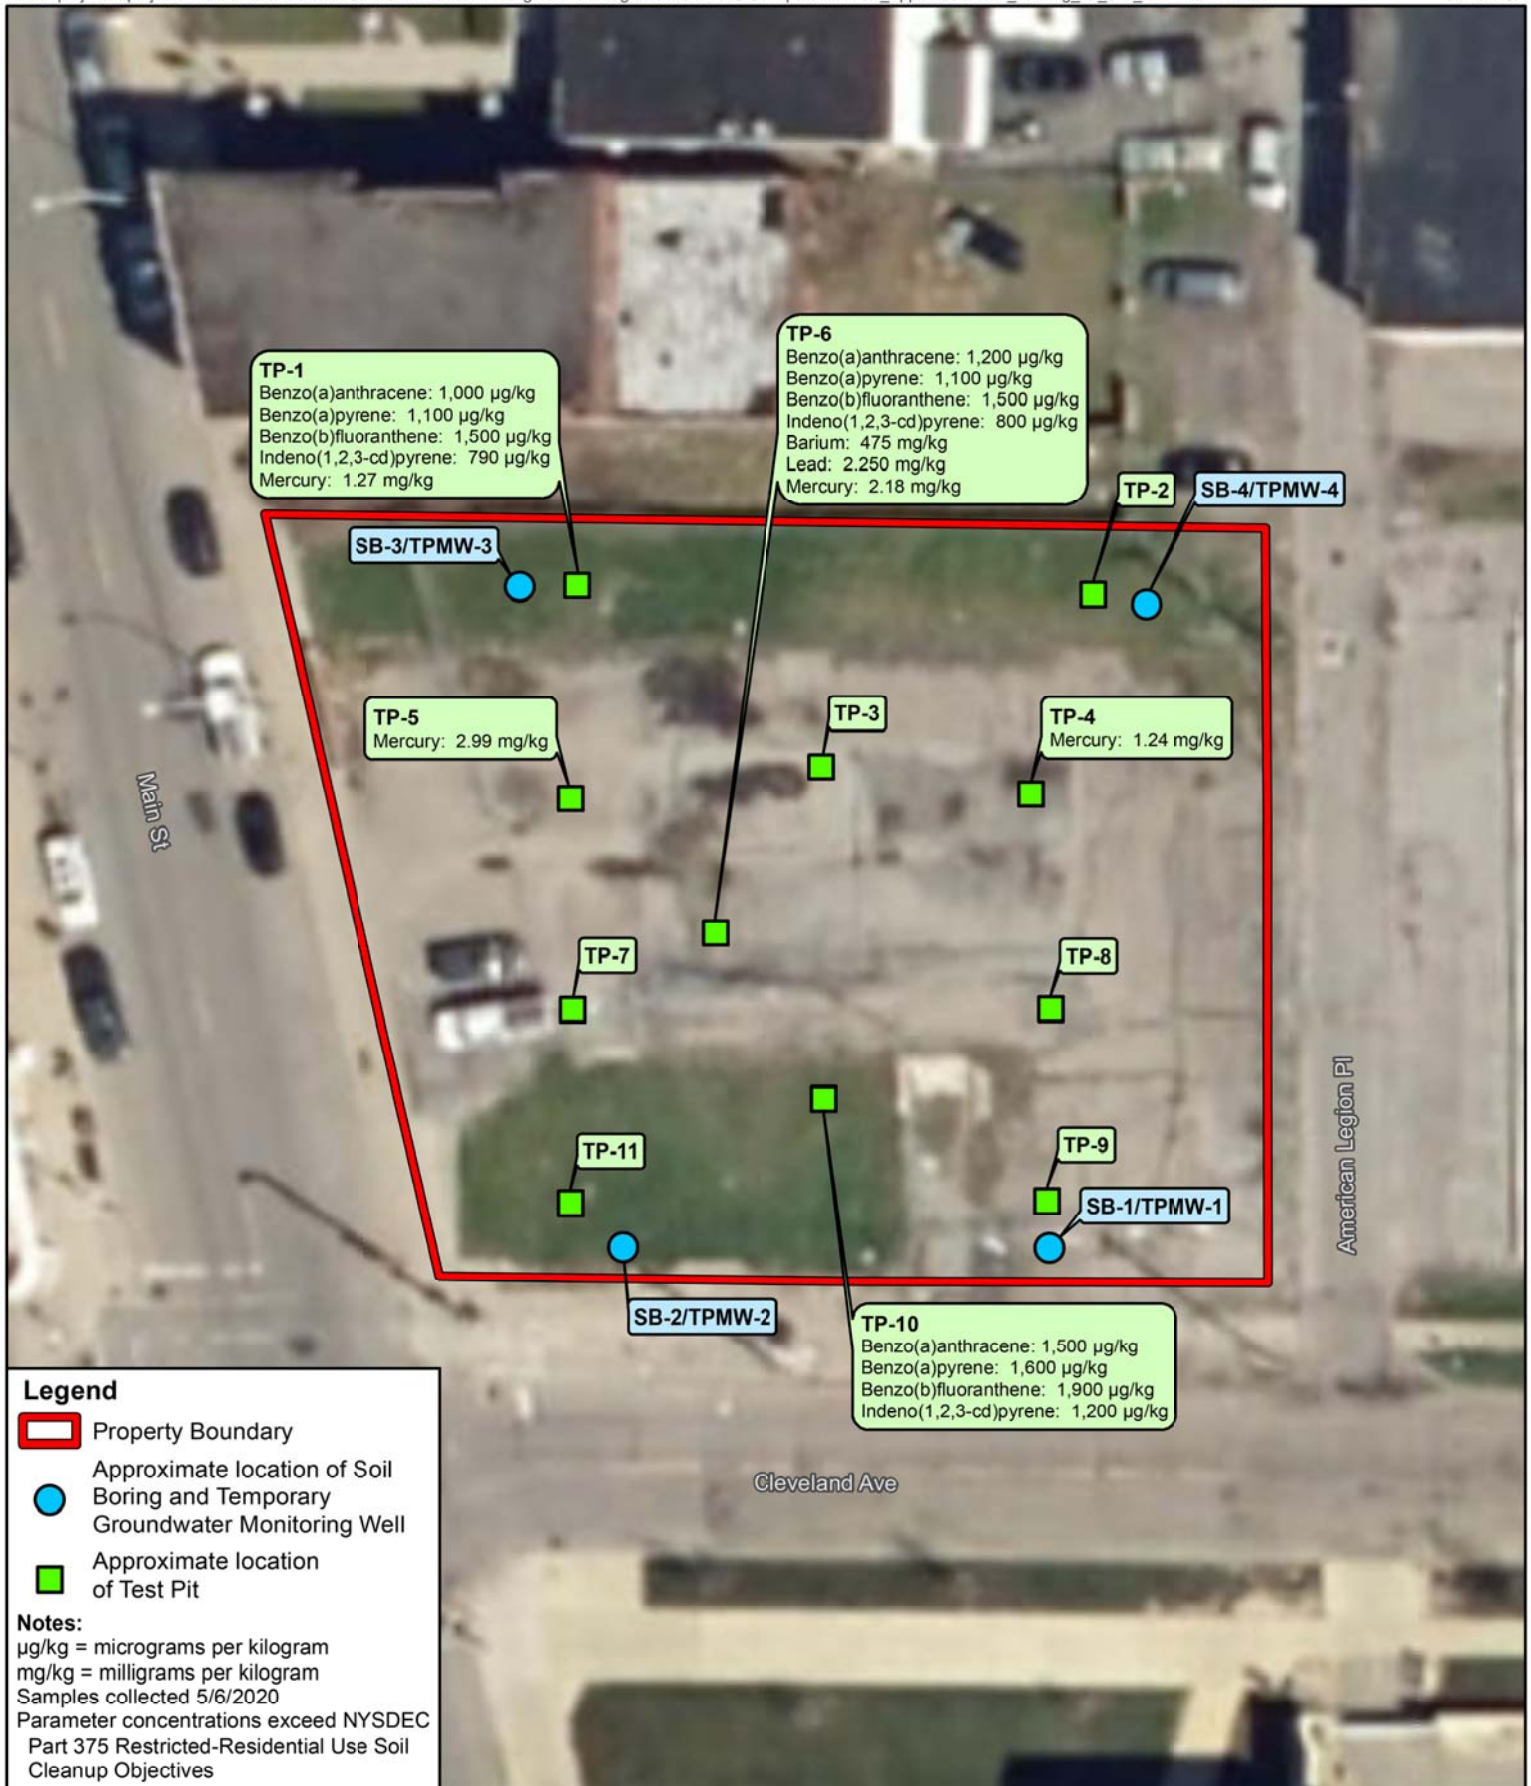 TP-1
Benzo(a)anthracene: 1,000 µg/kg
Benzo(a)pyrene: 1,100 µg/kg
Benzo(b)fluoranthene: 1,500 µg/kg
Indeno(1,2,3-cd)pyrene: 790 µg/kg
Mercury: 1.27 mg/kg
TP-6
Benzo(a)anthracene: 1,200 µg/kg
Benzo(a)pyrene: 1,100 µg/kg
Benzo(b)fluoranthene: 1,500 µg/kg
Indeno(1,2,3-cd)pyrene: 800 µg/kg
Barium: 475 mg/kg
Lead: 2.250 mg/kg
Mercury: 2.18 mg/kg
TP-2
SB-4/TPMW-4
SB-3/TPMW-3
TP-5
Mercury: 2.99 mg/kg
TP-3
TP-4
Mercury: 1.24 mg/kg
Main St
TP-7
TP-8
TP-11
TP-9
SB-1/TPMW-1
American Legion Pl
SB-2/TPMW-2
TP-10
Benzo(a)anthracene: 1,500 µg/kg
Benzo(a)pyrene: 1,600 µg/kg
Benzo(b)fluoranthene: 1,900 µg/kg
Indeno(1,2,3-cd)pyrene: 1,200 µg/kg
Cleveland Ave
Legend
Property Boundary
Approximate location of Soil
Boring and Temporary
Groundwater Monitoring Well
Approximate location
of Test Pit
Notes:
µg/kg = micrograms per kilogram
mg/kg = milligrams per kilogram
Samples collected 5/6/2020
Parameter concentrations exceed NYSDEC
Part 375 Restricted-Residential Use Soil
Cleanup Objectives